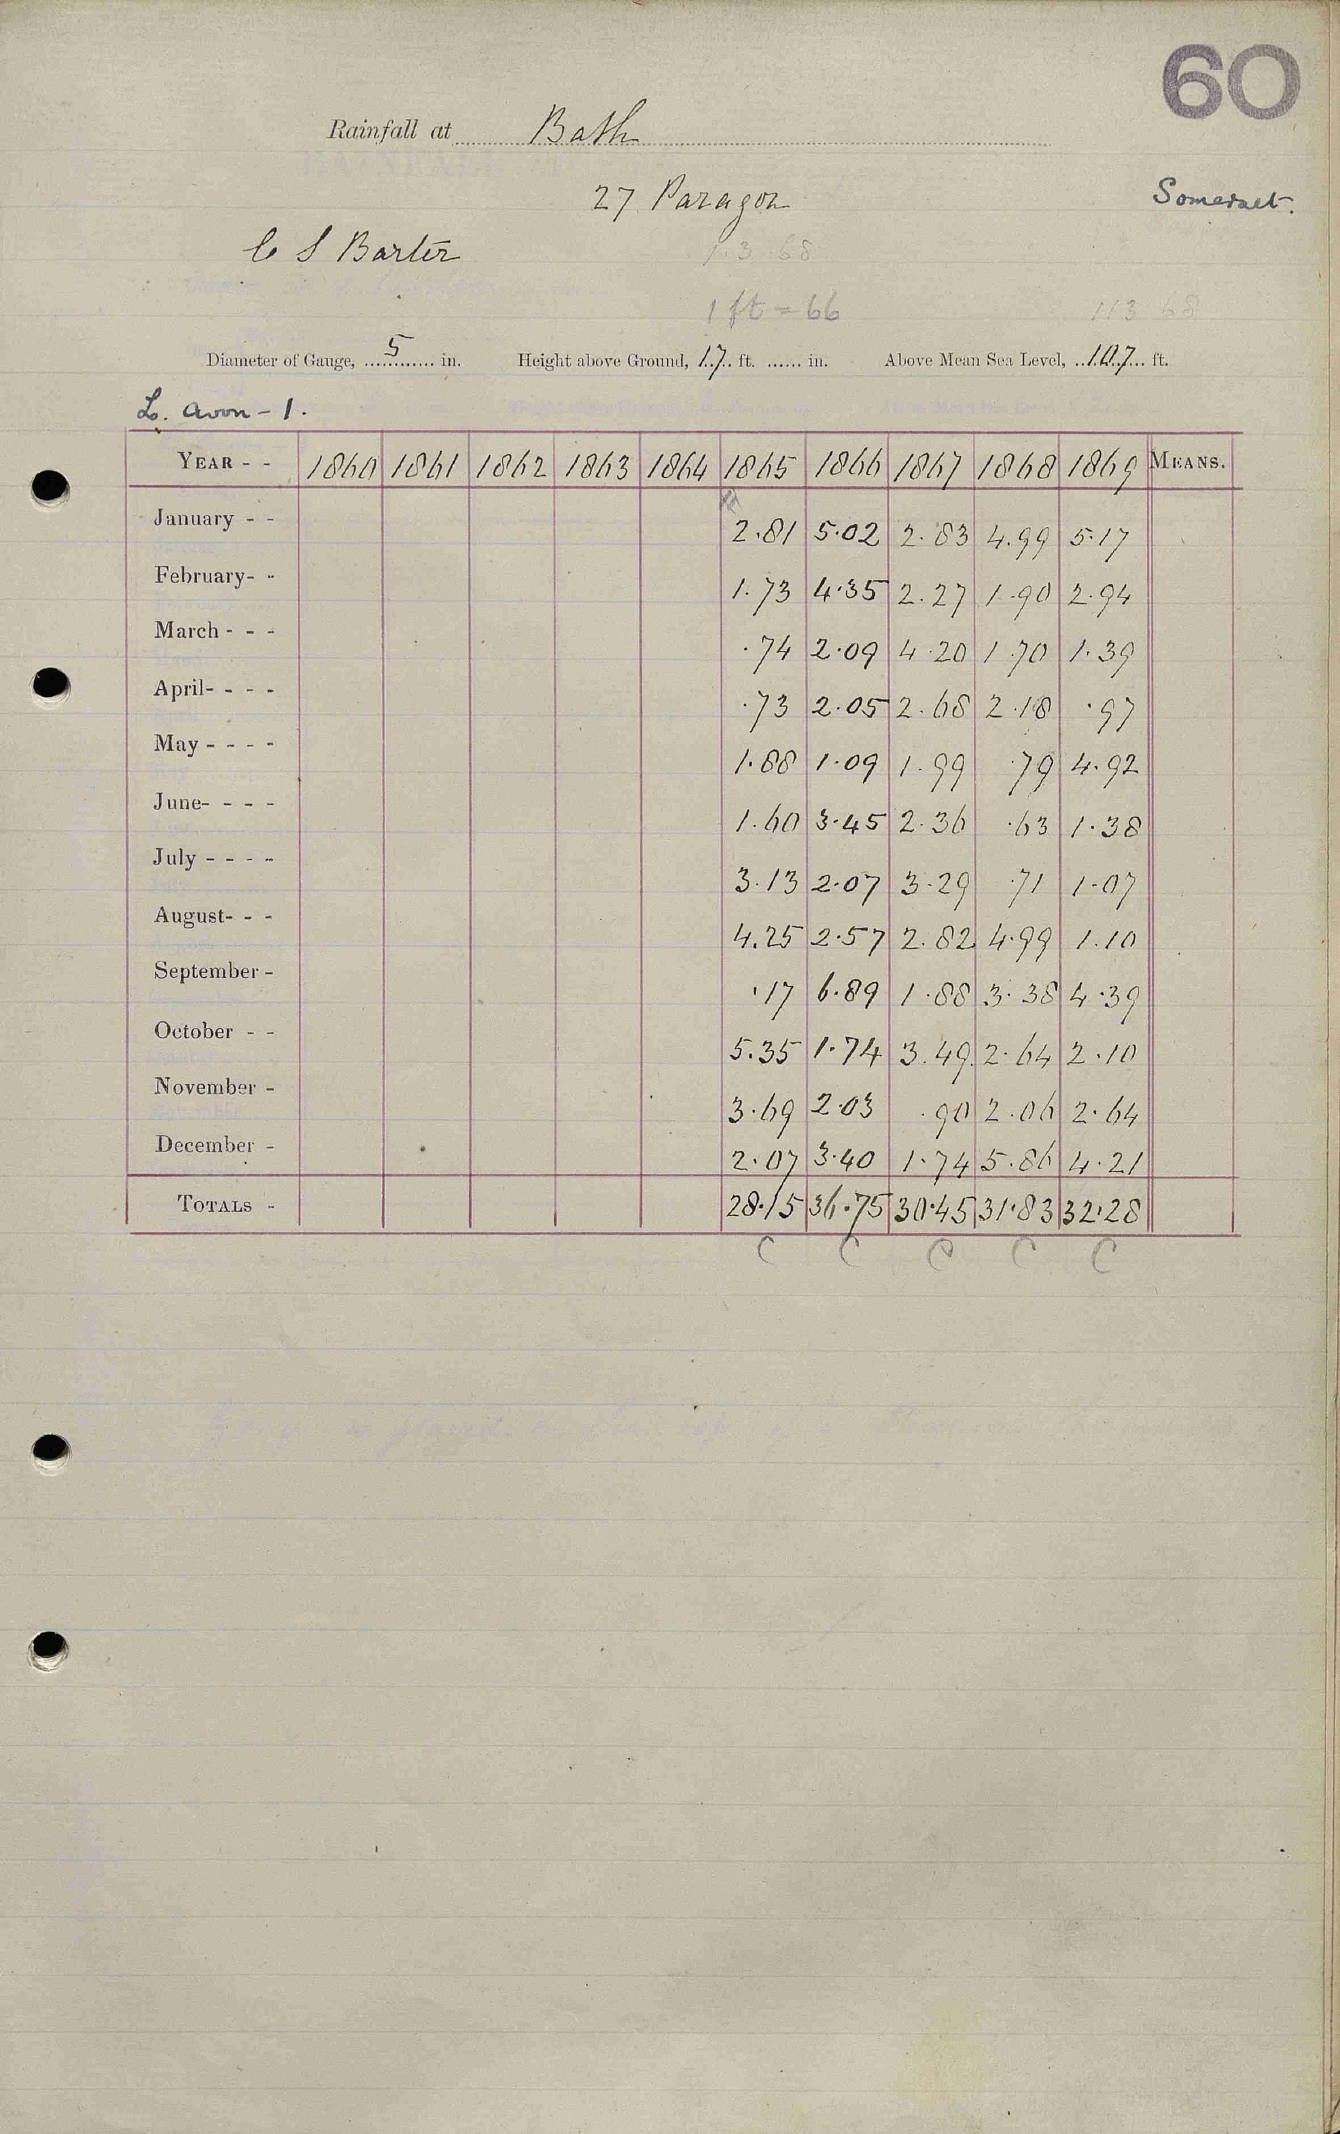 60
Rainfall at Bath
27 Paragon
Somerset.
C S Barter
1.3.68
1 ft = 66
113 68
Diameter of Gauge, 5 in. Height above Ground, 17 ft. in. Above Mean Sea Level, 107 ft.
L. Avon - 1.
YEAR - - 1860 1861 1862 1863 1864 1865 1866 1867 1868 1869 MEANS.
January - - 2.81 5.02 2.83 4.99 5.17
February- - 1.73 4.35 2.27 1.90 2.94
March - - - .74 2.09 4.20 1.70 1.39
April- - - - .73 2.05 2.68 2.18 .97
May - - - - 1.88 1.09 1.99 .79 4.92
June- - - - 1.60 3.45 2.36 .63 1.38
July - - - - 3.13 2.07 3.29 .71 1.07
August- - - 4.25 2.57 2.82 4.99 1.10
September - .17 6.89 1.88 3.38 4.39
October - - 5.35 1.74 3.49 2.64 2.10
November - 3.69 2.03 .90 2.06 2.64
December - 2.07 3.40 1.74 5.86 4.21
TOTALS - 28.15 36.75 30.45 31.83 32.28
C C C C C